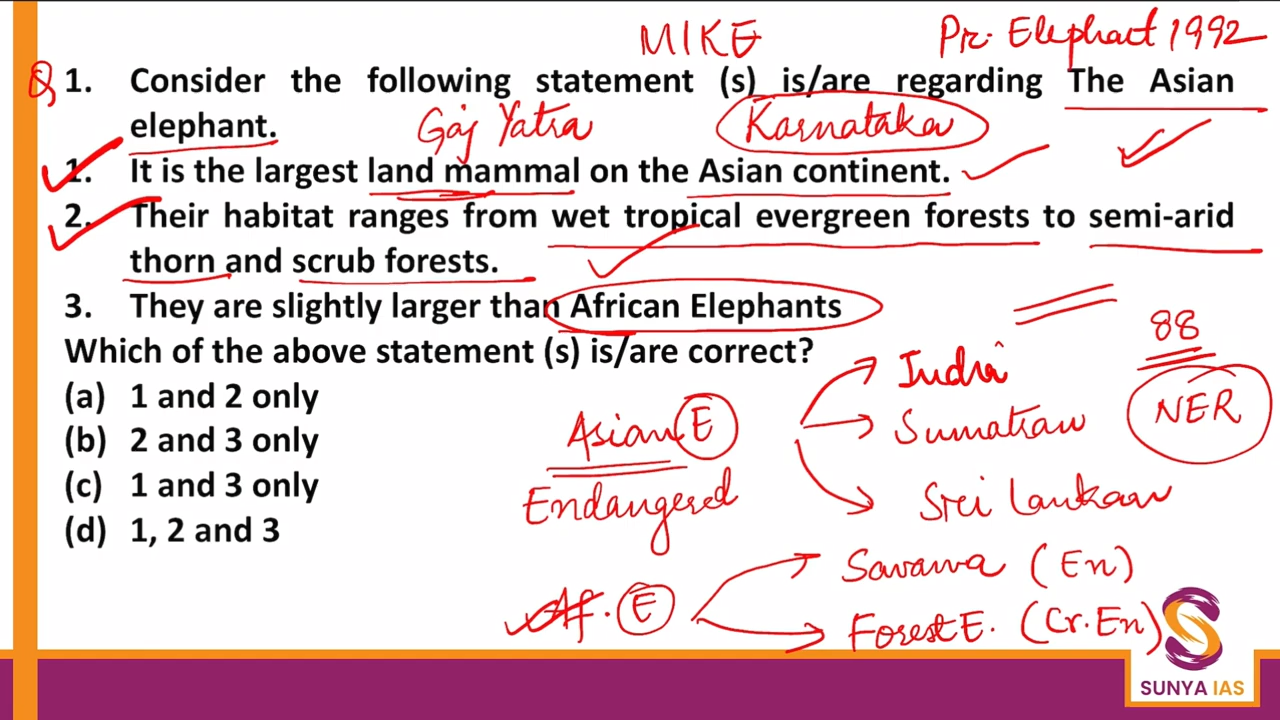 MIKE
Pr. Elephant 1992
Q 1. Consider the following statement (s) is/are regarding The Asian
elephant.
Gaj Yatra
Karnataka
1. It is the largest land mammal on the Asian continent.
2. Their habitat ranges from wet tropical evergreen forests to semi-arid
thorn and scrub forests.
3. They are slightly larger than African Elephants
Which of the above statement (s) is/are correct?
88
NER
(a) 1 and 2 only
(b) 2 and 3 only
(c) 1 and 3 only
(d) 1, 2 and 3
Asian E
Endangered
India
Sumatran
Sri Lankan
Af. E
Savanna (En)
Forest E. (Cr. En)
SUNYA IAS